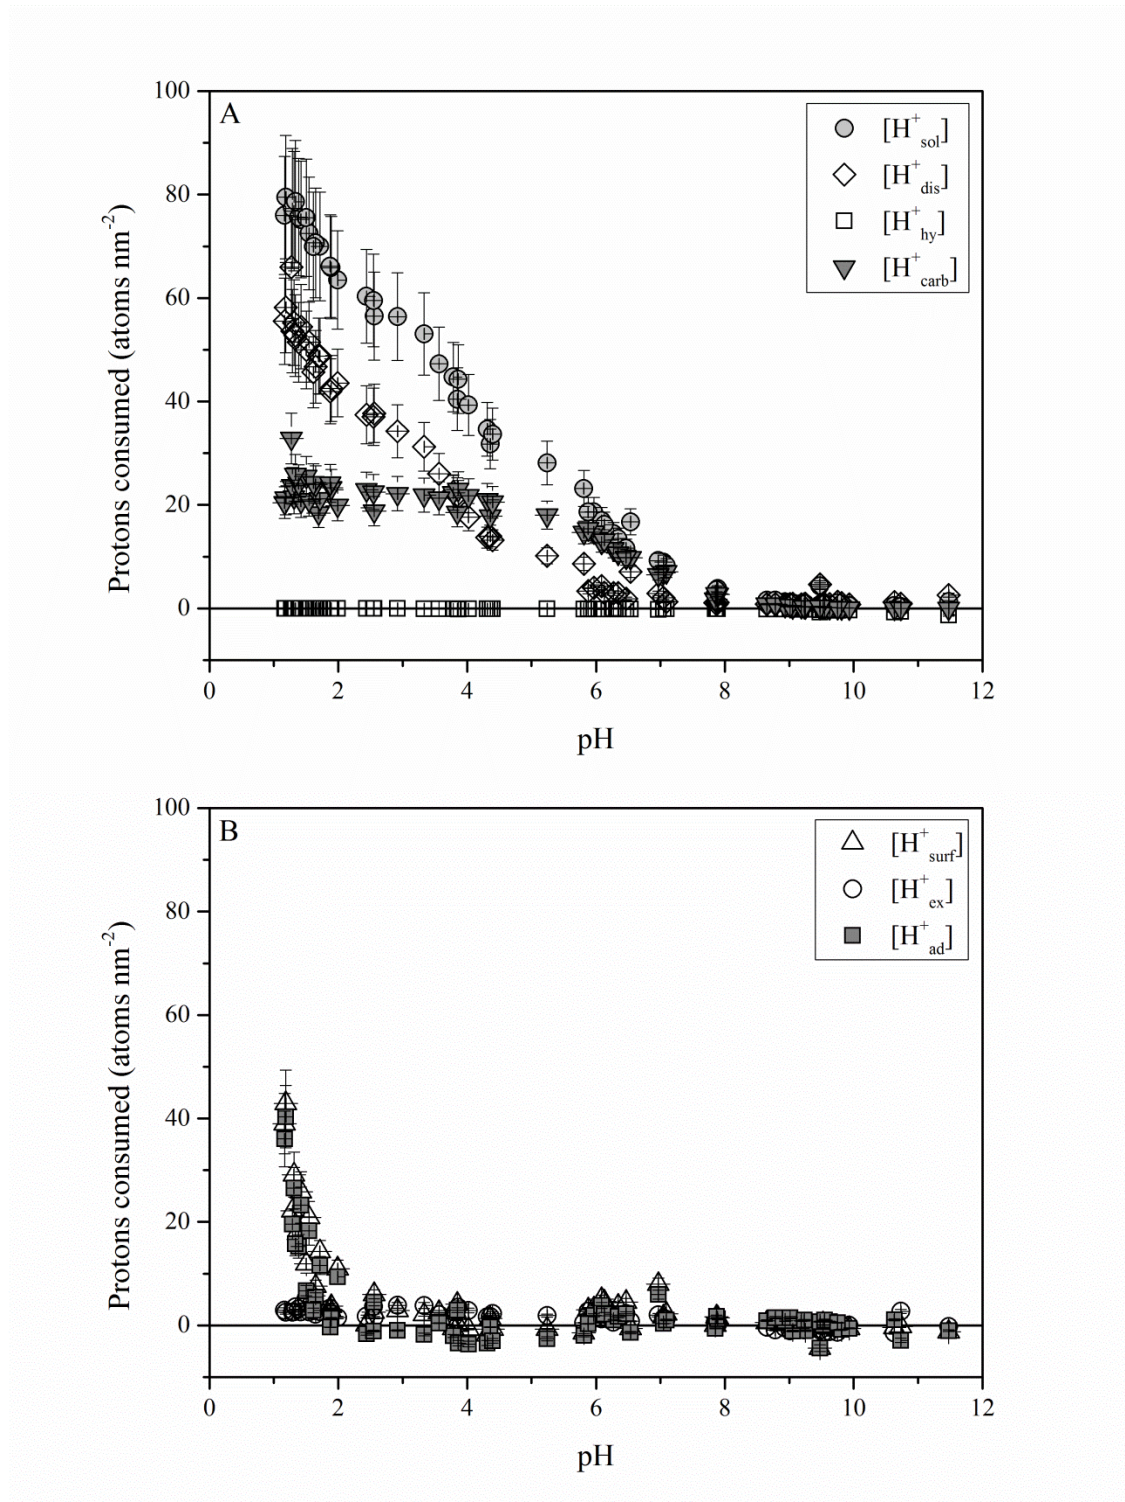 A
100
80
60
40
20
0
Protons consumed (atoms nm-2)
[H+sol]
[H+dis]
[H+hy]
[H+carb]
0 2 4 6 8 10 12
pH
B
100
80
60
40
20
0
Protons consumed (atoms nm-2)
[H+surf]
[H+ex]
[H+ad]
0 2 4 6 8 10 12
pH